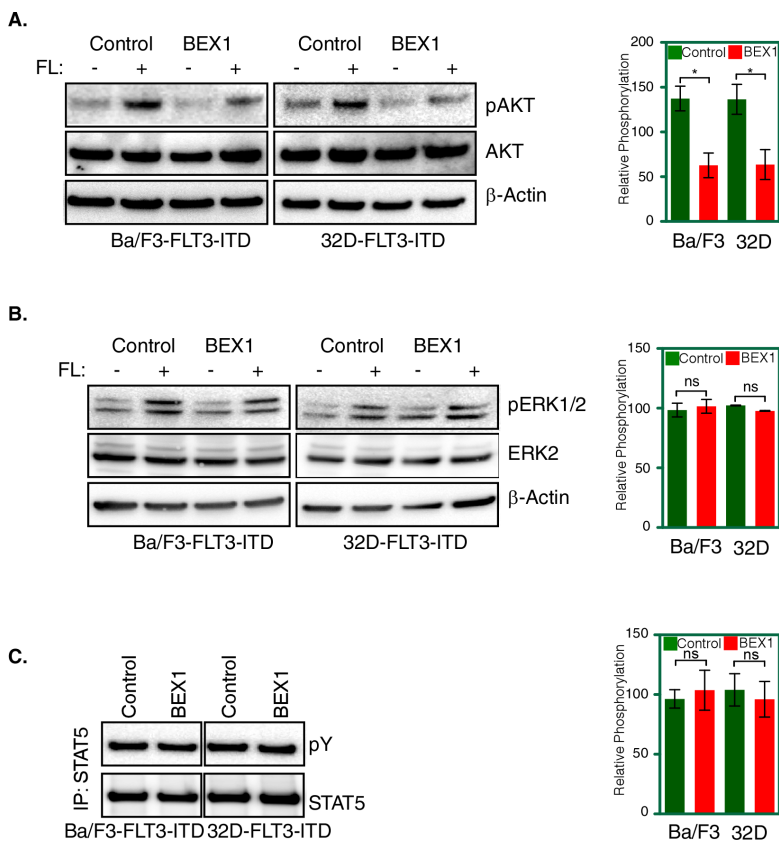 A.
Control BEX1 Control BEX1
FL: - + - + - + - +
pAKT
AKT
β-Actin
Ba/F3-FLT3-ITD 32D-FLT3-ITD
Relative Phosphorylation
200
150
100
50
0
Control BEX1
* *
Ba/F3 32D
B.
Control BEX1 Control BEX1
FL: - + - + - + - +
pERK1/2
ERK2
β-Actin
Ba/F3-FLT3-ITD 32D-FLT3-ITD
Relative Phosphorylation
150
100
50
0
Control BEX1
ns ns
Ba/F3 32D
C.
Control BEX1 Control BEX1
IP: STAT5
pY
STAT5
Ba/F3-FLT3-ITD 32D-FLT3-ITD
Relative Phosphorylation
150
100
50
0
Control BEX1
ns ns
Ba/F3 32D